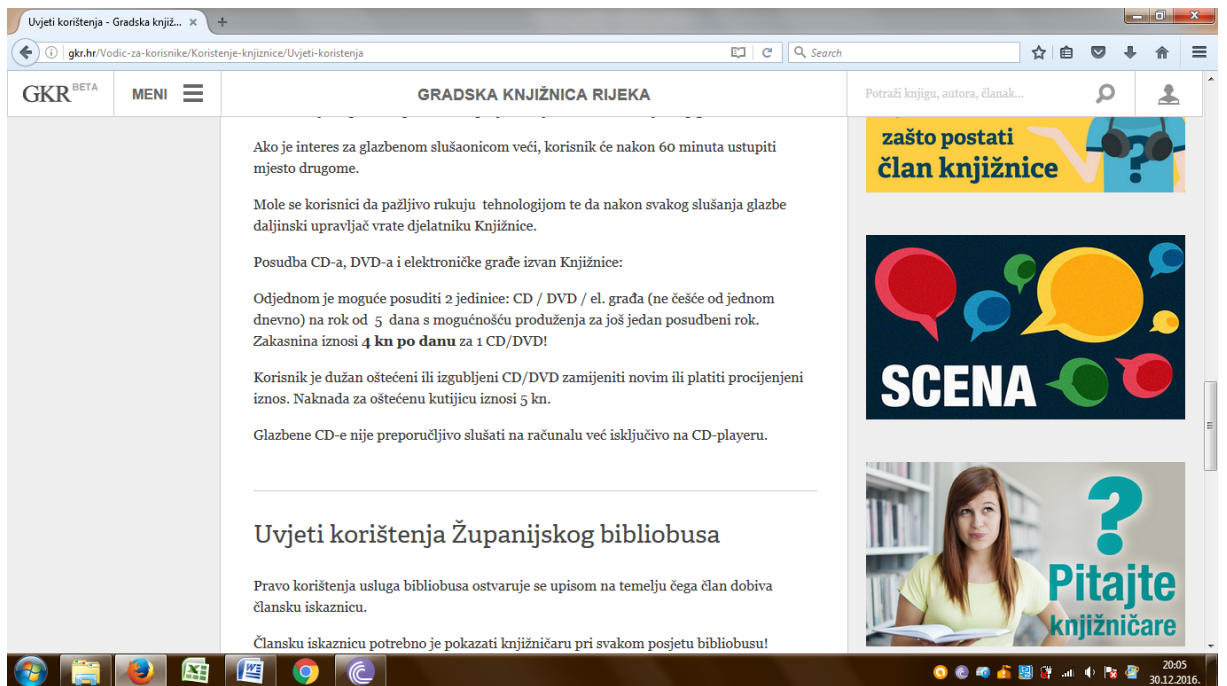 Uvjeti korištenja - Gradska knjiž... × +
gkr.hr/Vodic-za-korisnike/Koristenje-knjiznice/Uvjeti-koristenja
Search
GKR BETA
MENI
GRADSKA KNJIŽNICA RIJEKA
Potraži knjigu, autora, članak...
Ako je interes za glazbenom slušaonicom veći, korisnik će nakon 60 minuta ustupiti
mjesto drugome.
Mole se korisnici da pažljivo rukuju tehnologijom te da nakon svakog slušanja glazbe
daljinski upravljač vrate djelatniku Knjižnice.
Posudba CD-a, DVD-a i elektroničke građe izvan Knjižnice:
Odjednom je moguće posuditi 2 jedinice: CD / DVD / el. građa (ne češće od jednom
dnevno) na rok od 5 dana s mogućnošću produženja za još jedan posudbeni rok.
Zakasnina iznosi 4 kn po danu za 1 CD/DVD!
Korisnik je dužan oštećeni ili izgubljeni CD/DVD zamijeniti novim ili platiti procijenjeni
iznos. Naknada za oštećenu kutijicu iznosi 5 kn.
Glazbene CD-e nije preporučljivo slušati na računalu već isključivo na CD-playeru.
Uvjeti korištenja Županijskog bibliobusa
Pravo korištenja usluga bibliobusa ostvaruje se upisom na temelju čega član dobiva
člansku iskaznicu.
Člansku iskaznicu potrebno je pokazati knjižničaru pri svakom posjetu bibliobusu!
zašto postati
član knjižnice
?
SCENA
?
Pitajte
knjižničare
20:05
30.12.2016.